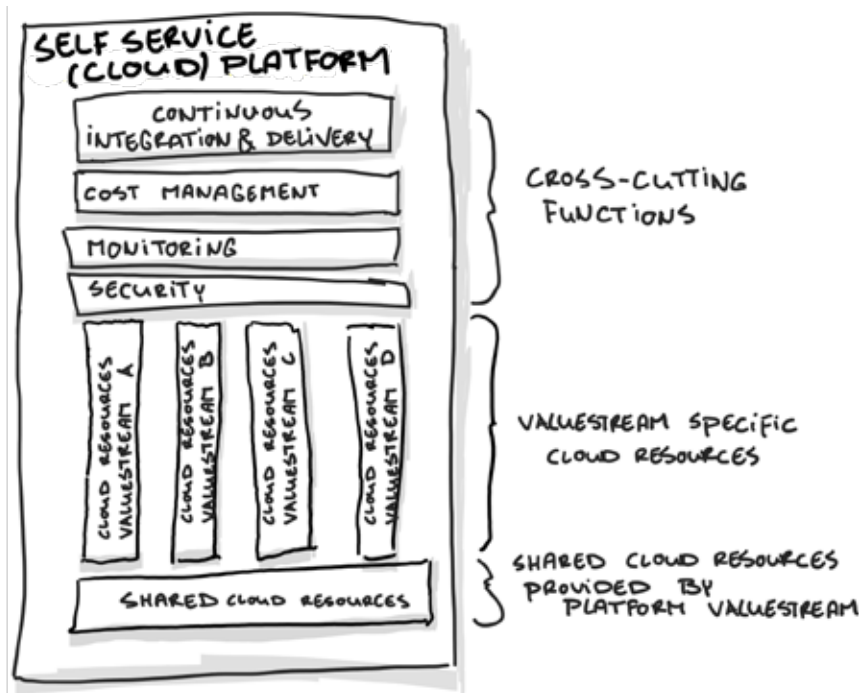 SELF SERVICE
(CLOUD) PLATFORM
CONTINUOUS
INTEGRATION & DELIVERY
COST MANAGEMENT
MONITORING
SECURITY
CROSS-CUTTING
FUNCTIONS
CLOUD RESOURCES
VALUESTREAM A
CLOUD RESOURCES
VALUESTREAM B
CLOUD RESOURCES
VALUESTREAM C
CLOUD RESOURCES
VALUESTREAM D
VALUESTREAM SPECIFIC
CLOUD RESOURCES
SHARED CLOUD RESOURCES
SHARED CLOUD RESOURCES
PROVIDED BY
PLATFORM VALUESTREAM